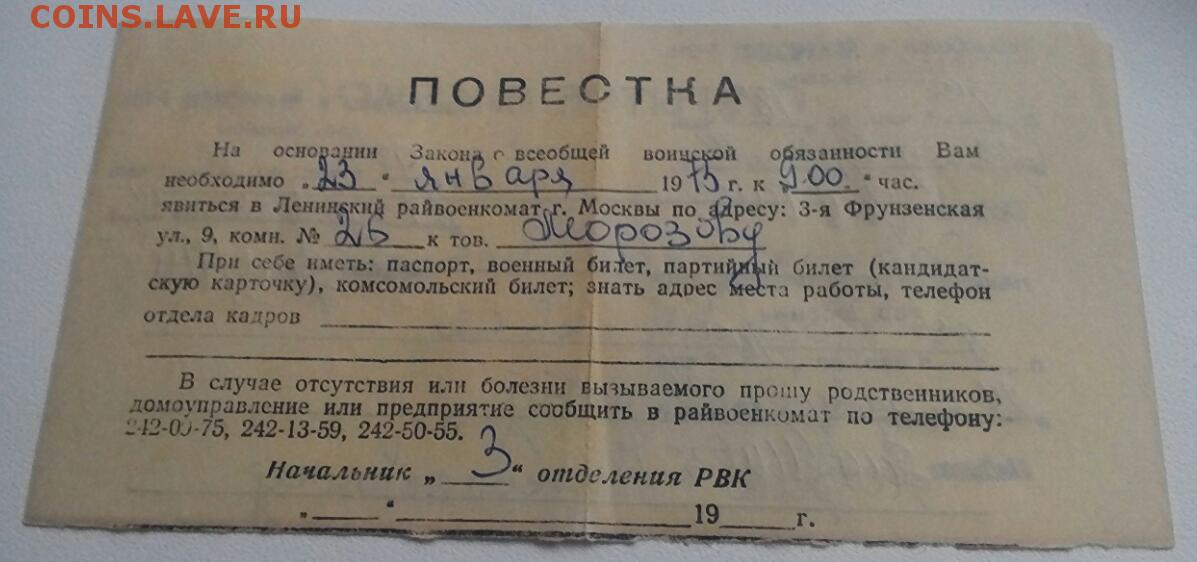 COINS.LAVE.RU
ПОВЕСТКА
На основании Закона о всеобщей воинской обязанности Вам
необходимо „23“ января 1975 г. к „9.00.“ час.
явиться в Ленинский райвоенкомат г. Москвы по адресу: 3-я Фрунзенская
ул., 9, комн. № 26 к тов. Морозову
При себе иметь: паспорт, военный билет, партийный билет (кандидат-
скую карточку), комсомольский билет; знать адрес места работы, телефон
отдела кадров
В случае отсутствия или болезни вызываемого прошу родственников,
домоуправление или предприятие сообщить в райвоенкомат по телефону:
242-09-75, 242-13-59, 242-50-55.
Начальник „3“ отделения РВК
„ “ 19 г.